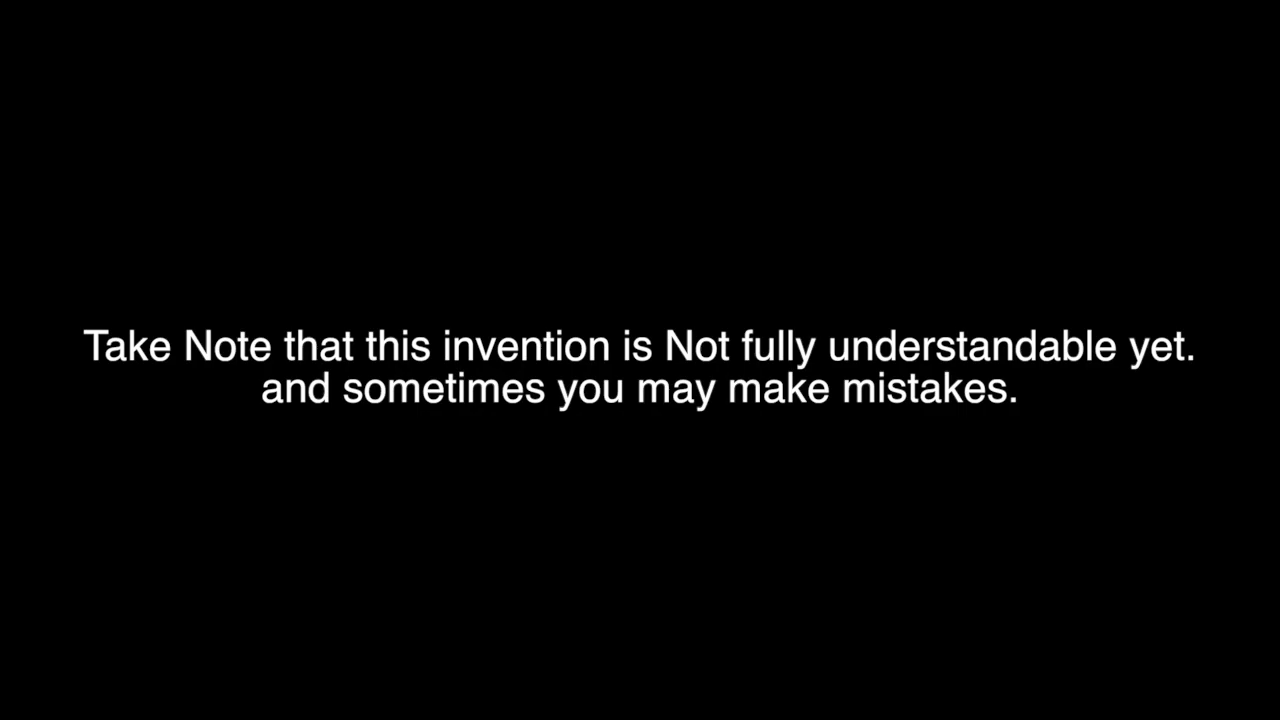 Take Note that this invention is Not fully understandable yet.
and sometimes you may make mistakes.